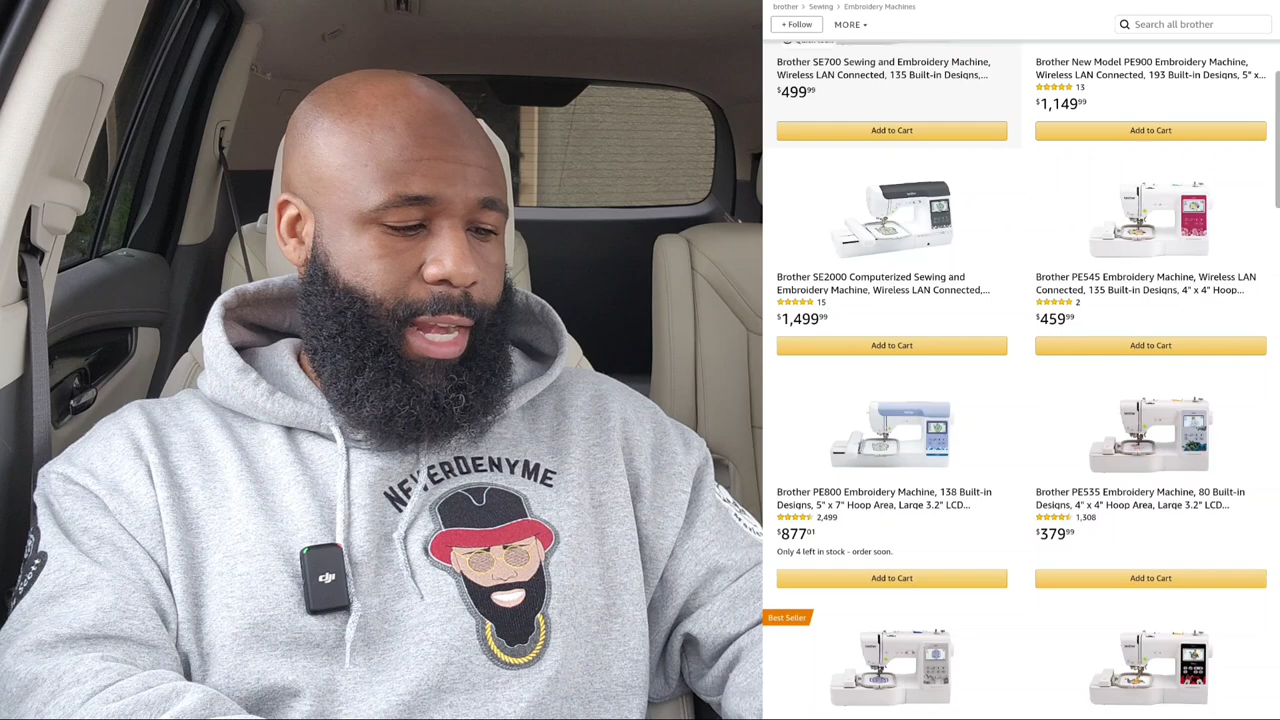 brother › Sewing › Embroidery Machines
+ Follow
MORE
Search all brother
Brother SE700 Sewing and Embroidery Machine,
Wireless LAN Connected, 135 Built-in Designs,...
$499 99
Add to Cart
Brother New Model PE900 Embroidery Machine,
Wireless LAN Connected, 193 Built-in Designs, 5" x...
13
$1,149 99
Add to Cart
Brother SE2000 Computerized Sewing and
Embroidery Machine, Wireless LAN Connected,...
15
$1,499 99
Add to Cart
Brother PE545 Embroidery Machine, Wireless LAN
Connected, 135 Built-in Designs, 4" x 4" Hoop...
2
$459 99
Add to Cart
Brother PE800 Embroidery Machine, 138 Built-in
Designs, 5" x 7" Hoop Area, Large 3.2" LCD...
2,499
$877 01
Only 4 left in stock - order soon.
Add to Cart
Brother PE535 Embroidery Machine, 80 Built-in
Designs, 4" x 4" Hoop Area, Large 3.2" LCD...
1,308
$379 99
Add to Cart
Best Seller
NEVERDENYME
dji